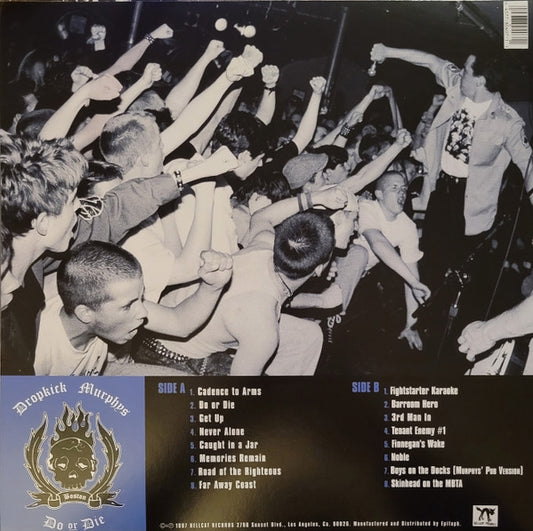 Dropkick Murphys
Boston
Do or Die
SIDE A
1. Cadence to Arms
2. Do or Die
3. Get Up
4. Never Alone
5. Caught in a Jar
6. Memories Remain
7. Road of the Righteous
8. Far Away Coast
SIDE B
1. Fightstarter Karaoke
2. Barroom Hero
3. 3rd Man In
4. Tenant Enemy #1
5. Finnegan's Wake
6. Noble
7. Boys on the Docks (Murphys' Pub Version)
8. Skinhead on the MBTA
©℗ 1997 HELLCAT RECORDS 2798 Sunset Blvd., Los Angeles, Ca. 90026. Manufactured and Distributed by Epitaph.